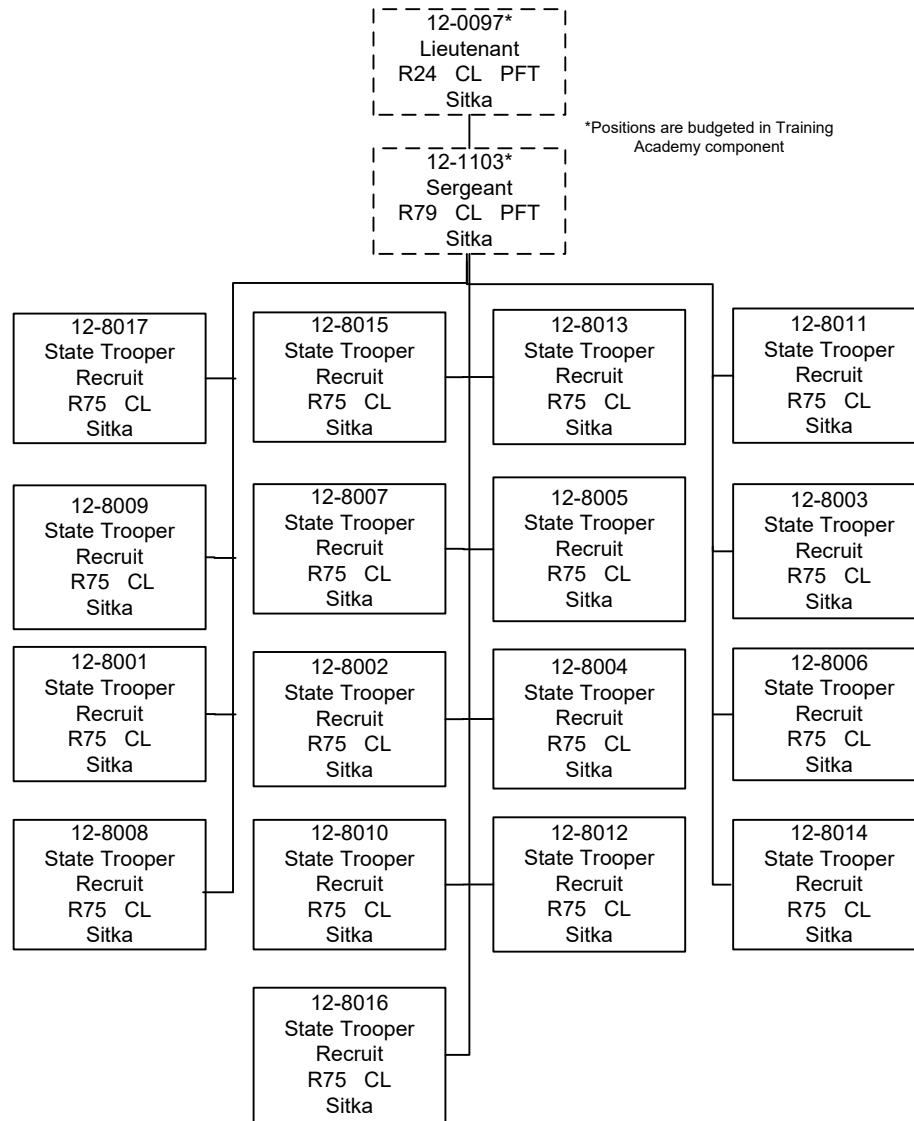 12-0097*
Lieutenant
R24 CL PFT
Sitka
*Positions are budgeted in Training
Academy component
12-1103*
Sergeant
R79 CL PFT
Sitka
12-8017
State Trooper
Recruit
R75 CL
Sitka
12-8015
State Trooper
Recruit
R75 CL
Sitka
12-8013
State Trooper
Recruit
R75 CL
Sitka
12-8011
State Trooper
Recruit
R75 CL
Sitka
12-8009
State Trooper
Recruit
R75 CL
Sitka
12-8007
State Trooper
Recruit
R75 CL
Sitka
12-8005
State Trooper
Recruit
R75 CL
Sitka
12-8003
State Trooper
Recruit
R75 CL
Sitka
12-8001
State Trooper
Recruit
R75 CL
Sitka
12-8002
State Trooper
Recruit
R75 CL
Sitka
12-8004
State Trooper
Recruit
R75 CL
Sitka
12-8006
State Trooper
Recruit
R75 CL
Sitka
12-8008
State Trooper
Recruit
R75 CL
Sitka
12-8010
State Trooper
Recruit
R75 CL
Sitka
12-8012
State Trooper
Recruit
R75 CL
Sitka
12-8014
State Trooper
Recruit
R75 CL
Sitka
12-8016
State Trooper
Recruit
R75 CL
Sitka